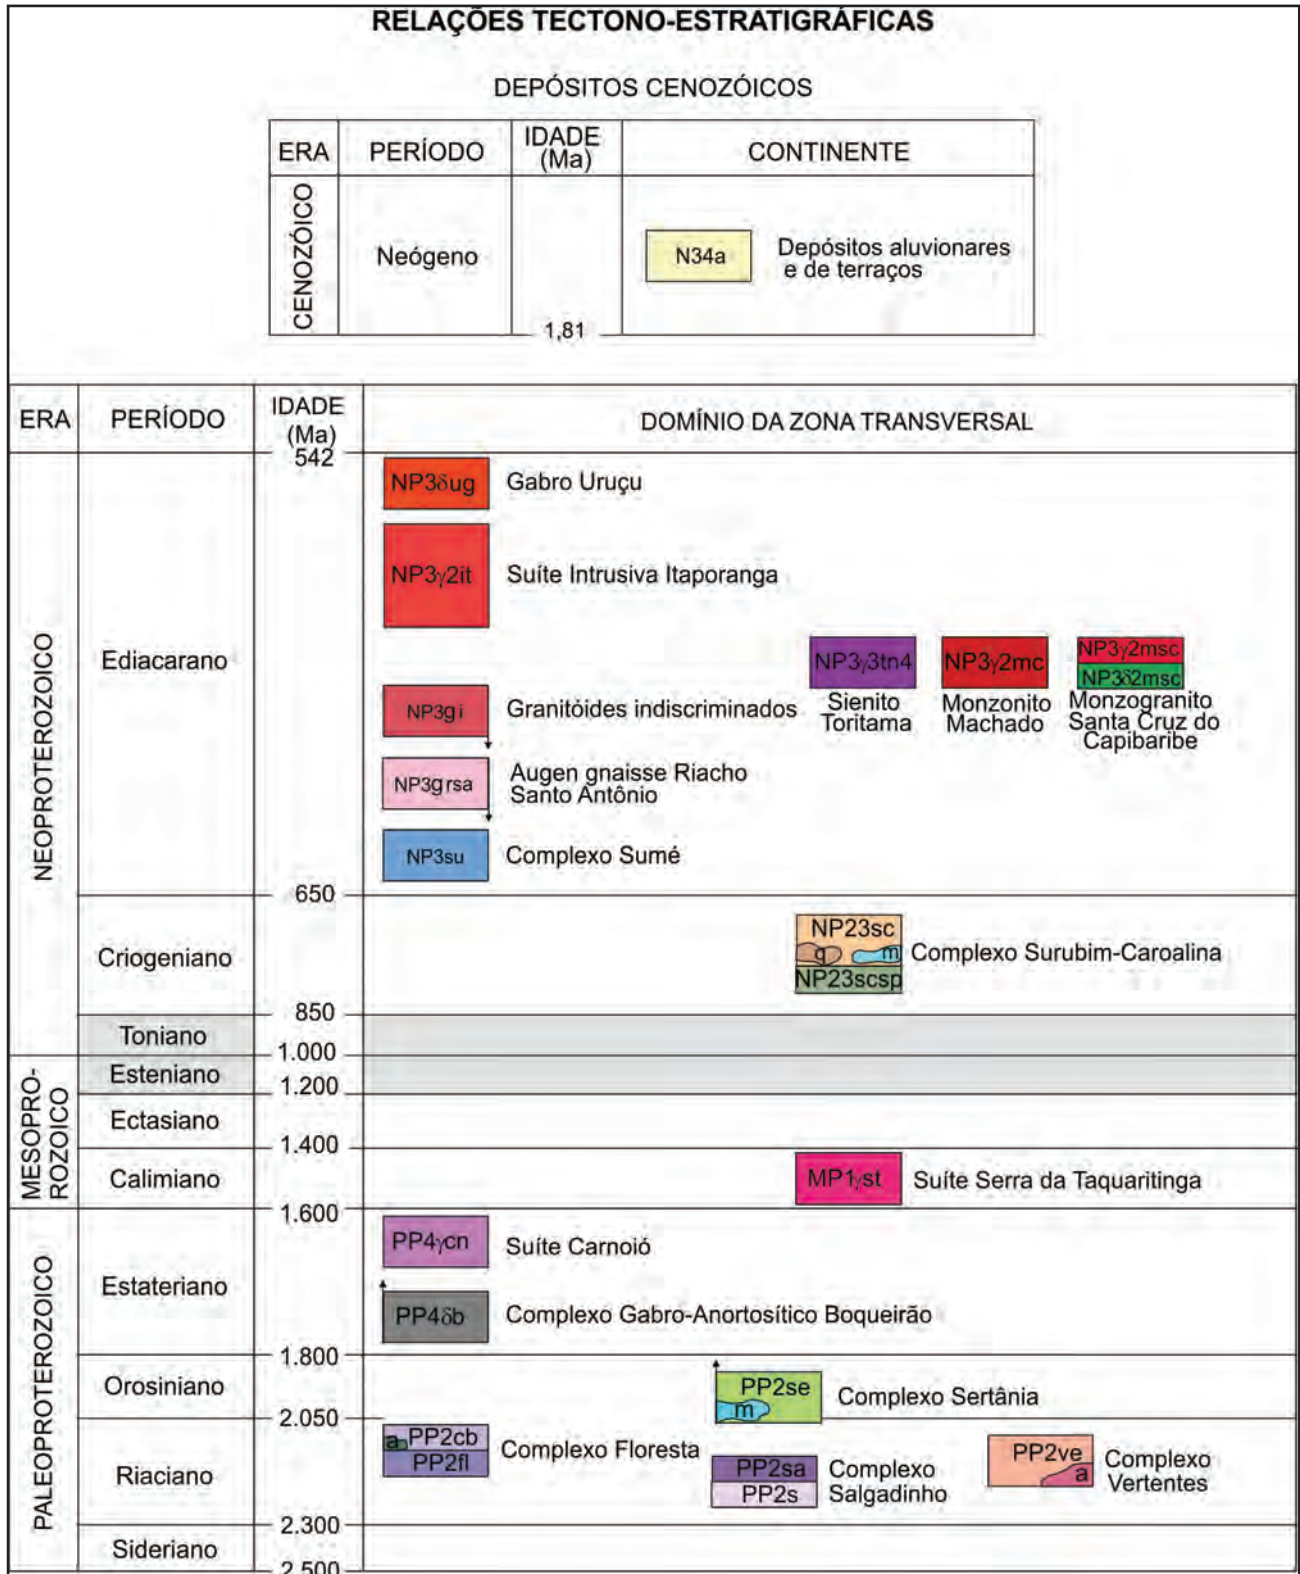 RELAÇÕES TECTONO-ESTRATIGRÁFICAS
DEPÓSITOS CENOZÓICOS
ERA
PERÍODO
IDADE
(Ma)
CONTINENTE
CENOZÓICO
Neógeno
N34a
Depósitos aluvionares
e de terraços
1,81
ERA
PERÍODO
IDADE
(Ma)
DOMÍNIO DA ZONA TRANSVERSAL
542
NEOPROTEROZOICO
Ediacarano
NP3δug
Gabro Uruçu
NP3γ2it
Suíte Intrusiva Itaporanga
NP3gi
Granitóides indiscriminados
NP3γ3tn4
Sienito
Toritama
NP3γ2mc
Monzonito
Machado
NP3γ2msc
NP3δ2msc
Monzogranito
Santa Cruz do
Capibaribe
NP3grsa
Augen gnaisse Riacho
Santo Antônio
NP3su
Complexo Sumé
650
Criogeniano
NP23sc
q
m
NP23scsp
Complexo Surubim-Caroalina
850
Toniano
1.000
MESOPRO-
ROZOICO
Esteniano
1.200
Ectasiano
1.400
Calimiano
MP1γst
Suíte Serra da Taquaritinga
1.600
PALEOPROTEROZOICO
Estateriano
PP4γcn
Suíte Carnoió
PP4δb
Complexo Gabro-Anortosítico Boqueirão
1.800
Orosiniano
PP2se
m
Complexo Sertânia
2.050
Riaciano
a
PP2cb
PP2fl
Complexo Floresta
PP2sa
PP2s
Complexo
Salgadinho
PP2ve
a
Complexo
Vertentes
2.300
Sideriano
2.500